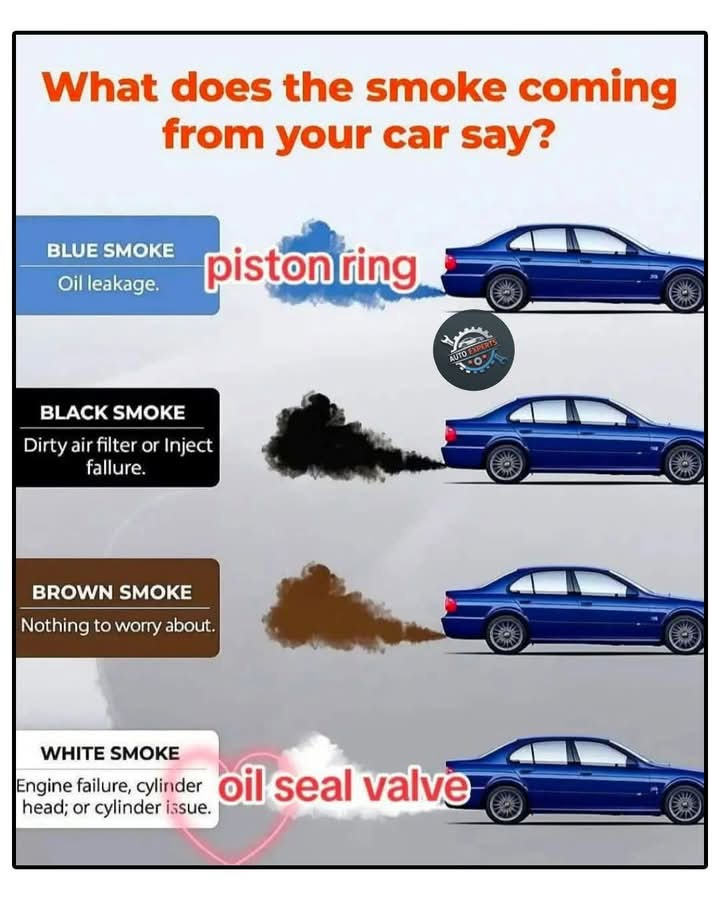 What does the smoke coming
from your car say?
BLUE SMOKE
Oil leakage.
piston ring
AUTO EXPERTS
BLACK SMOKE
Dirty air filter or Inject
fallure.
BROWN SMOKE
Nothing to worry about.
WHITE SMOKE
Engine failure, cylinder
head; or cylinder issue.
oil seal valve